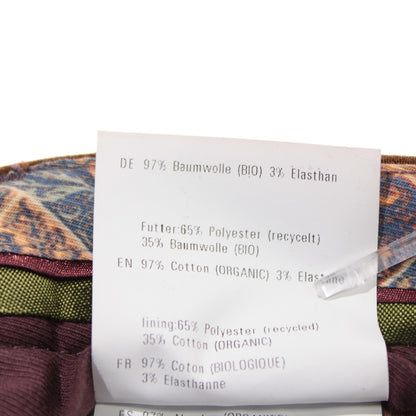 DE 97% Baumwolle (BIO) 3% Elasthan
Futter:65% Polyester (recycelt)
35% Baumwolle (BIO)
EN 97% Cotton (ORGANIC) 3% Elastane
lining:65% Polyester (recycled)
35% Cotton (ORGANIC)
FR 97% Coton (BIOLOGIQUE)
3% Elasthanne